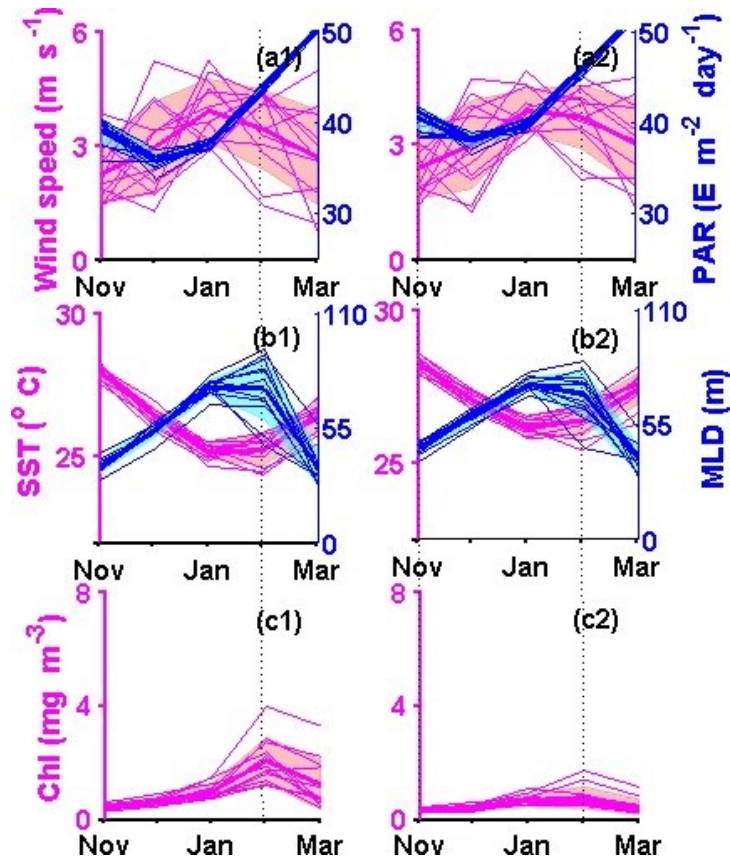 Wind speed (m s-1)
6
3
0
(a1)
50
40
30
Nov Jan Mar
6
3
0
(a2)
50
40
30
Nov Jan Mar
PAR (E m-2 day-1)
SST (° C)
30
25
(b1)
110
55
0
Nov Jan Mar
30
25
(b2)
110
55
0
Nov Jan Mar
MLD (m)
Chl (mg m-3)
8
4
0
(c1)
Nov Jan Mar
8
4
0
(c2)
Nov Jan Mar